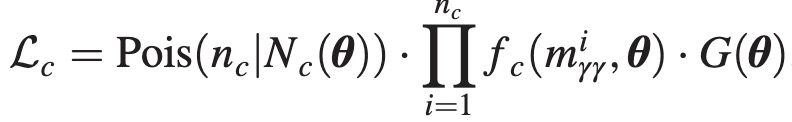 ℒ_c = Pois(n_c|N_c(θ)) · ∏_{i=1}^{n_c} f_c(m^i_{γγ}, θ) · G(θ)